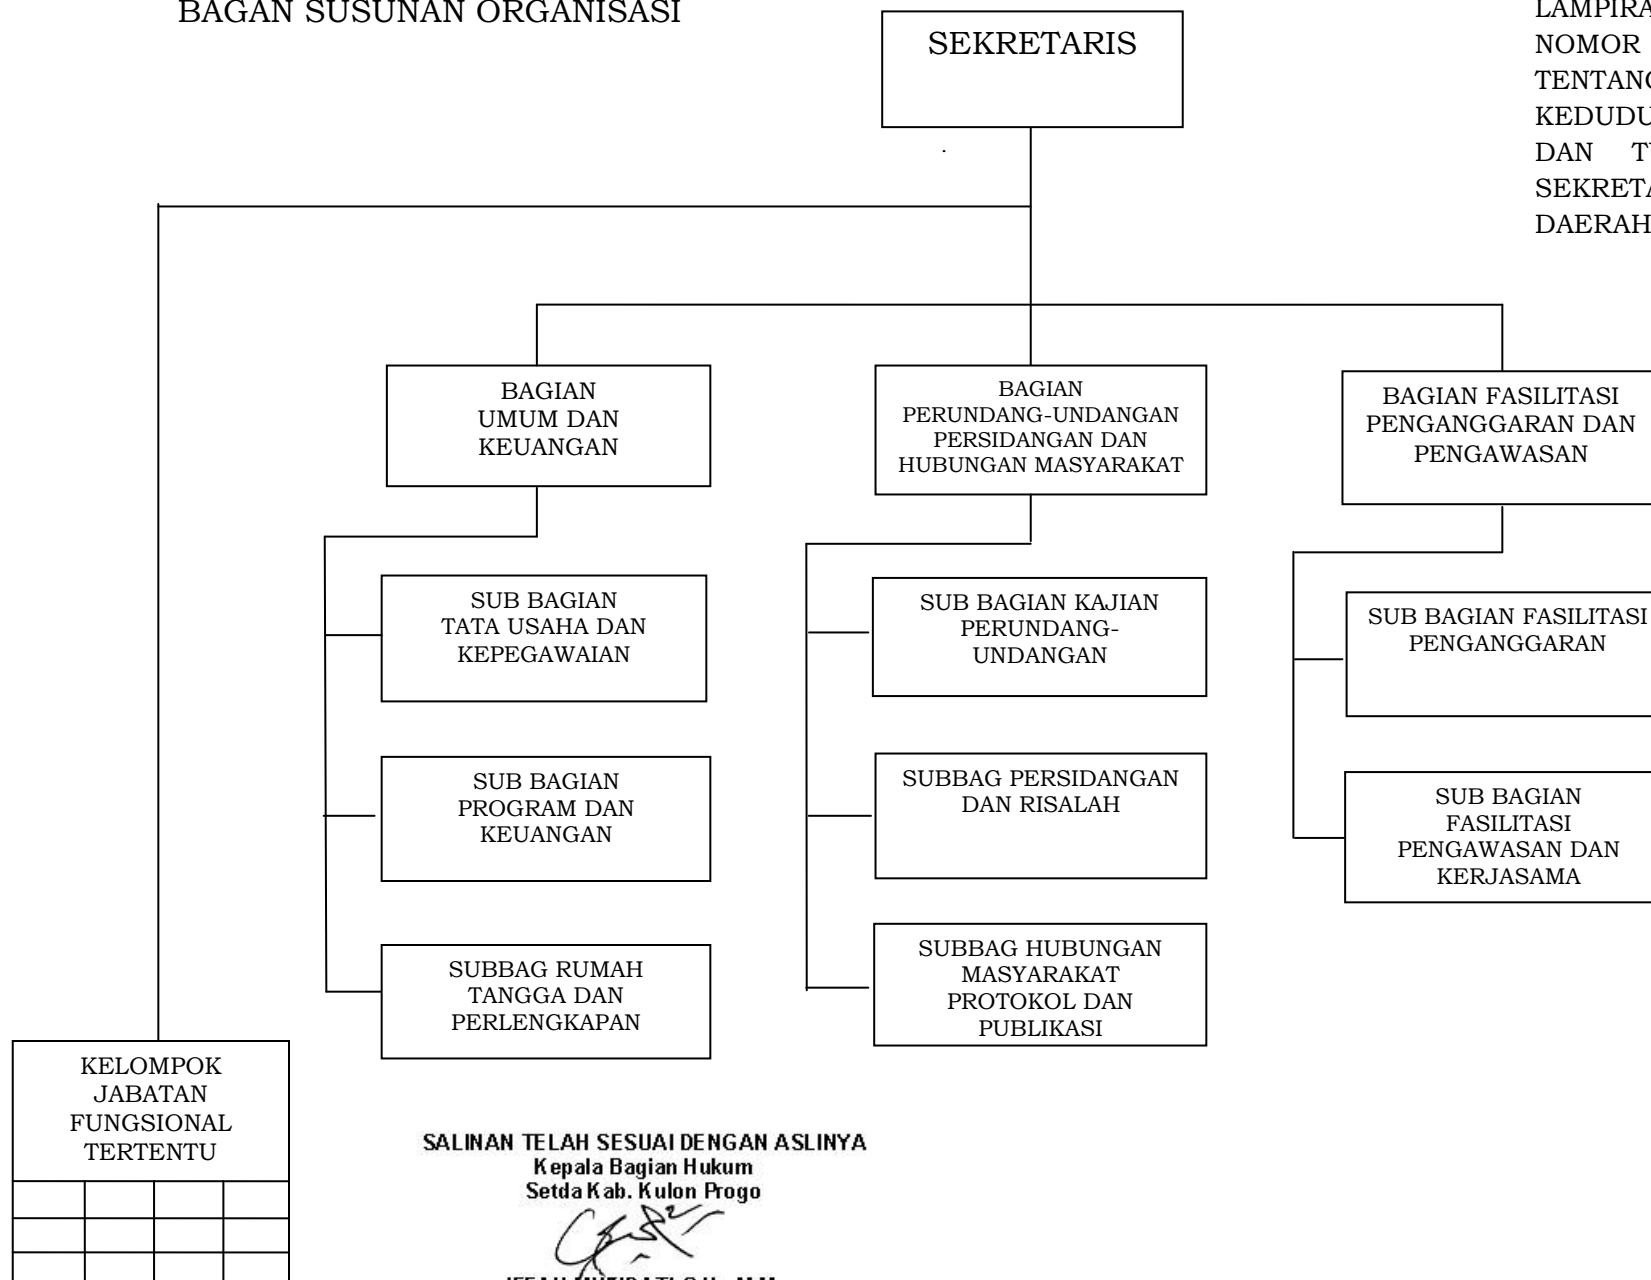 BAGAN SUSUNAN ORGANISASI
SEKRETARIS
NOMOR
DAN
DAERAH
BAGIAN
UMUM DAN
KEUANGAN
BAGIAN
PERUNDANG-UNDANGAN
PERSIDANGAN DAN
HUBUNGAN MASYARAKAT
BAGIAN FASILITASI
PENGANGGARAN DAN
PENGAWASAN
SUB BAGIAN
TATA USAHA DAN
KEPEGAWAIAN
SUB BAGIAN KAJIAN
PERUNDANG-
UNDANGAN
SUB BAGIAN FASILITASI
PENGANGGARAN
SUB BAGIAN
PROGRAM DAN
KEUANGAN
SUBBAG PERSIDANGAN
DAN RISALAH
SUB BAGIAN
FASILITASI
PENGAWASAN DAN
KERJASAMA
SUBBAG RUMAH
TANGGA DAN
PERLENGKAPAN
SUBBAG HUBUNGAN
MASYARAKAT
PROTOKOL DAN
PUBLIKASI
KELOMPOK
JABATAN
FUNGSIONAL
TERTENTU
SALINAN TELAH SESUAI DENGAN ASLINYA
Kepala Bagian Hukum
Setda Kab. Kulon Progo